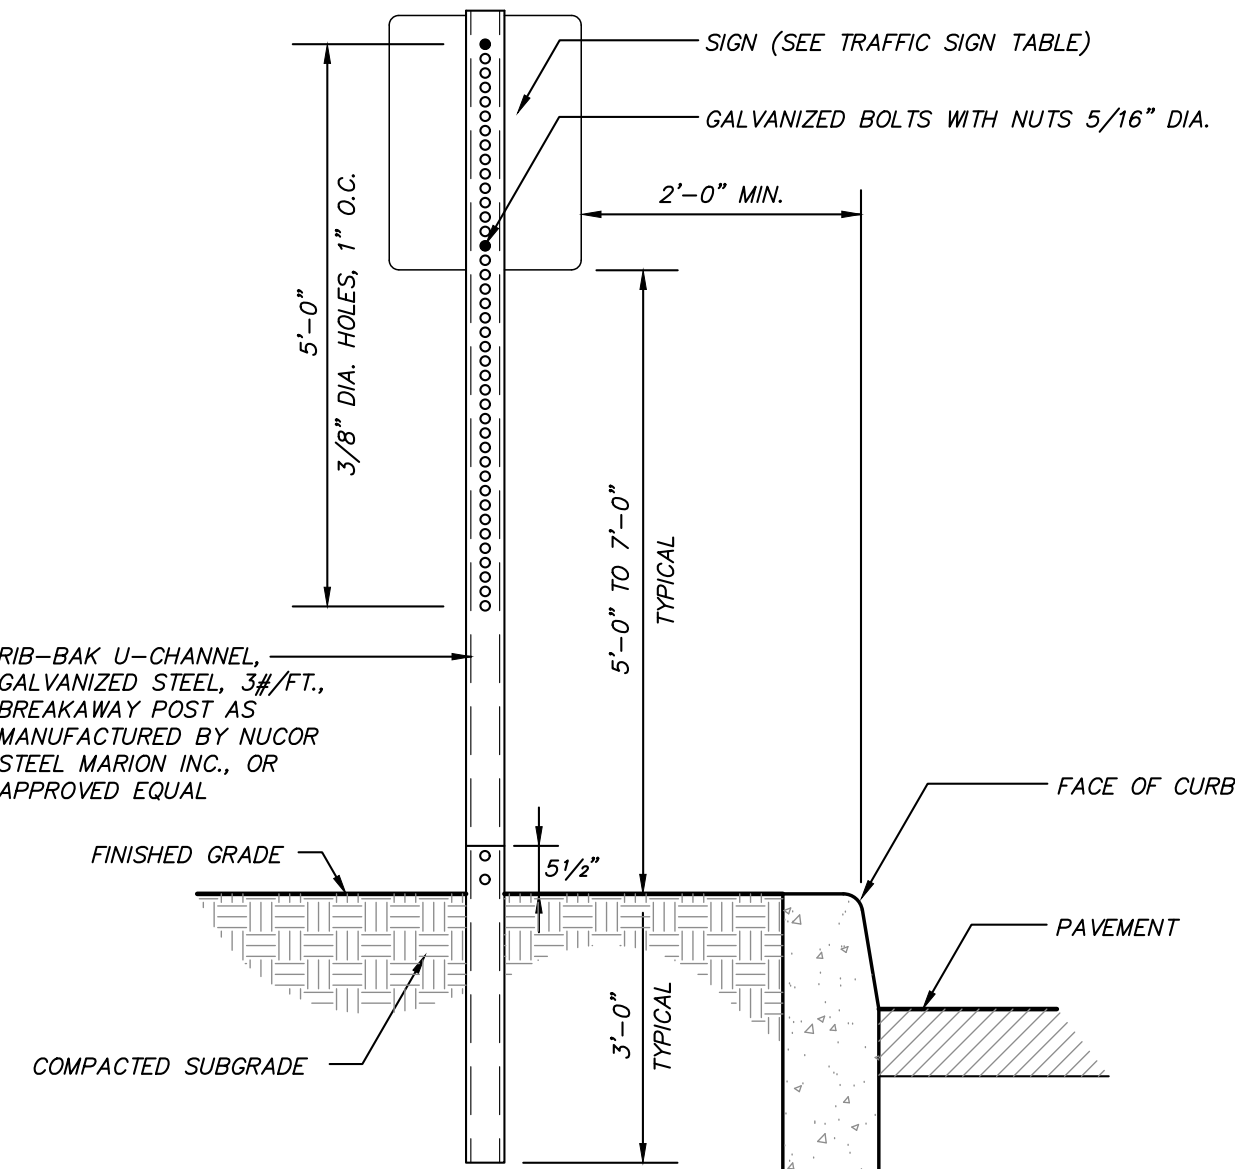 SIGN (SEE TRAFFIC SIGN TABLE)
GALVANIZED BOLTS WITH NUTS 5/16" DIA.
2'-0" MIN.
5'-0"
3/8" DIA. HOLES, 1" O.C.
5'-0" TO 7'-0"
TYPICAL
RIB-BAK U-CHANNEL,
GALVANIZED STEEL, 3#/FT.,
BREAKAWAY POST AS
MANUFACTURED BY NUCOR
STEEL MARION INC., OR
APPROVED EQUAL
FACE OF CURB
FINISHED GRADE
5 1/2"
PAVEMENT
3'-0"
TYPICAL
COMPACTED SUBGRADE